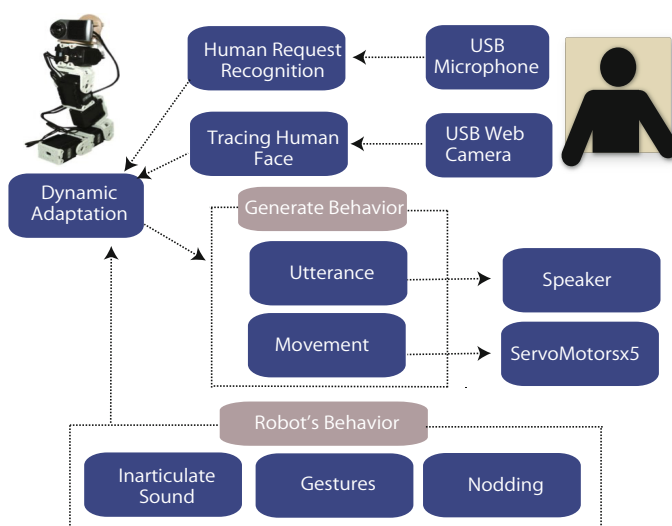 Human Request
Recognition
USB
Microphone
Tracing Human
Face
USB Web
Camera
Dynamic
Adaptation
Generate Behavior
Utterance
Speaker
Movement
ServoMotorsx5
Robot's Behavior
Inarticulate
Sound
Gestures
Nodding